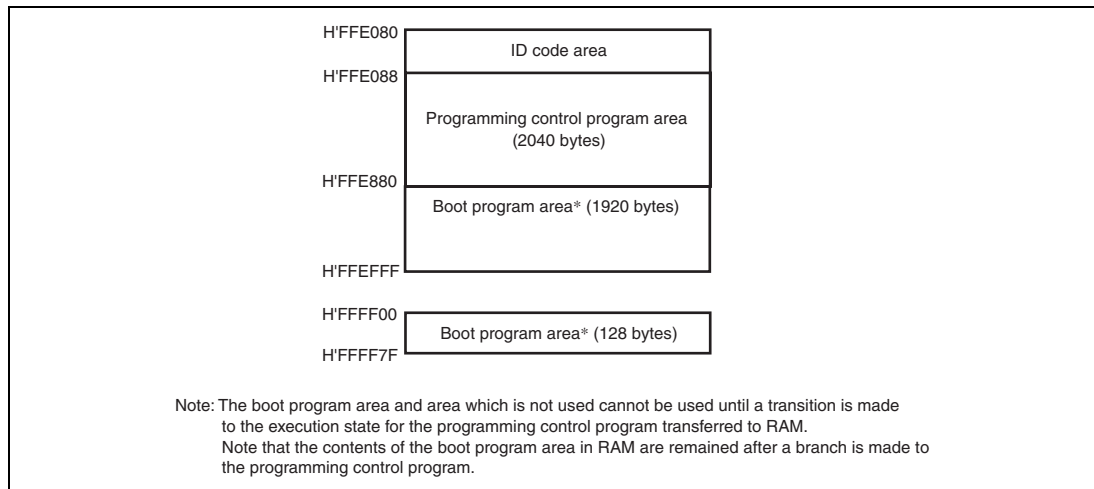 H'FFE080
ID code area
H'FFE088
Programming control program area
(2040 bytes)
H'FFE880
Boot program area* (1920 bytes)
H'FFEFFF
H'FFFF00
Boot program area* (128 bytes)
H'FFFF7F
Note: The boot program area and area which is not used cannot be used until a transition is made
to the execution state for the programming control program transferred to RAM.
Note that the contents of the boot program area in RAM are remained after a branch is made to
the programming control program.